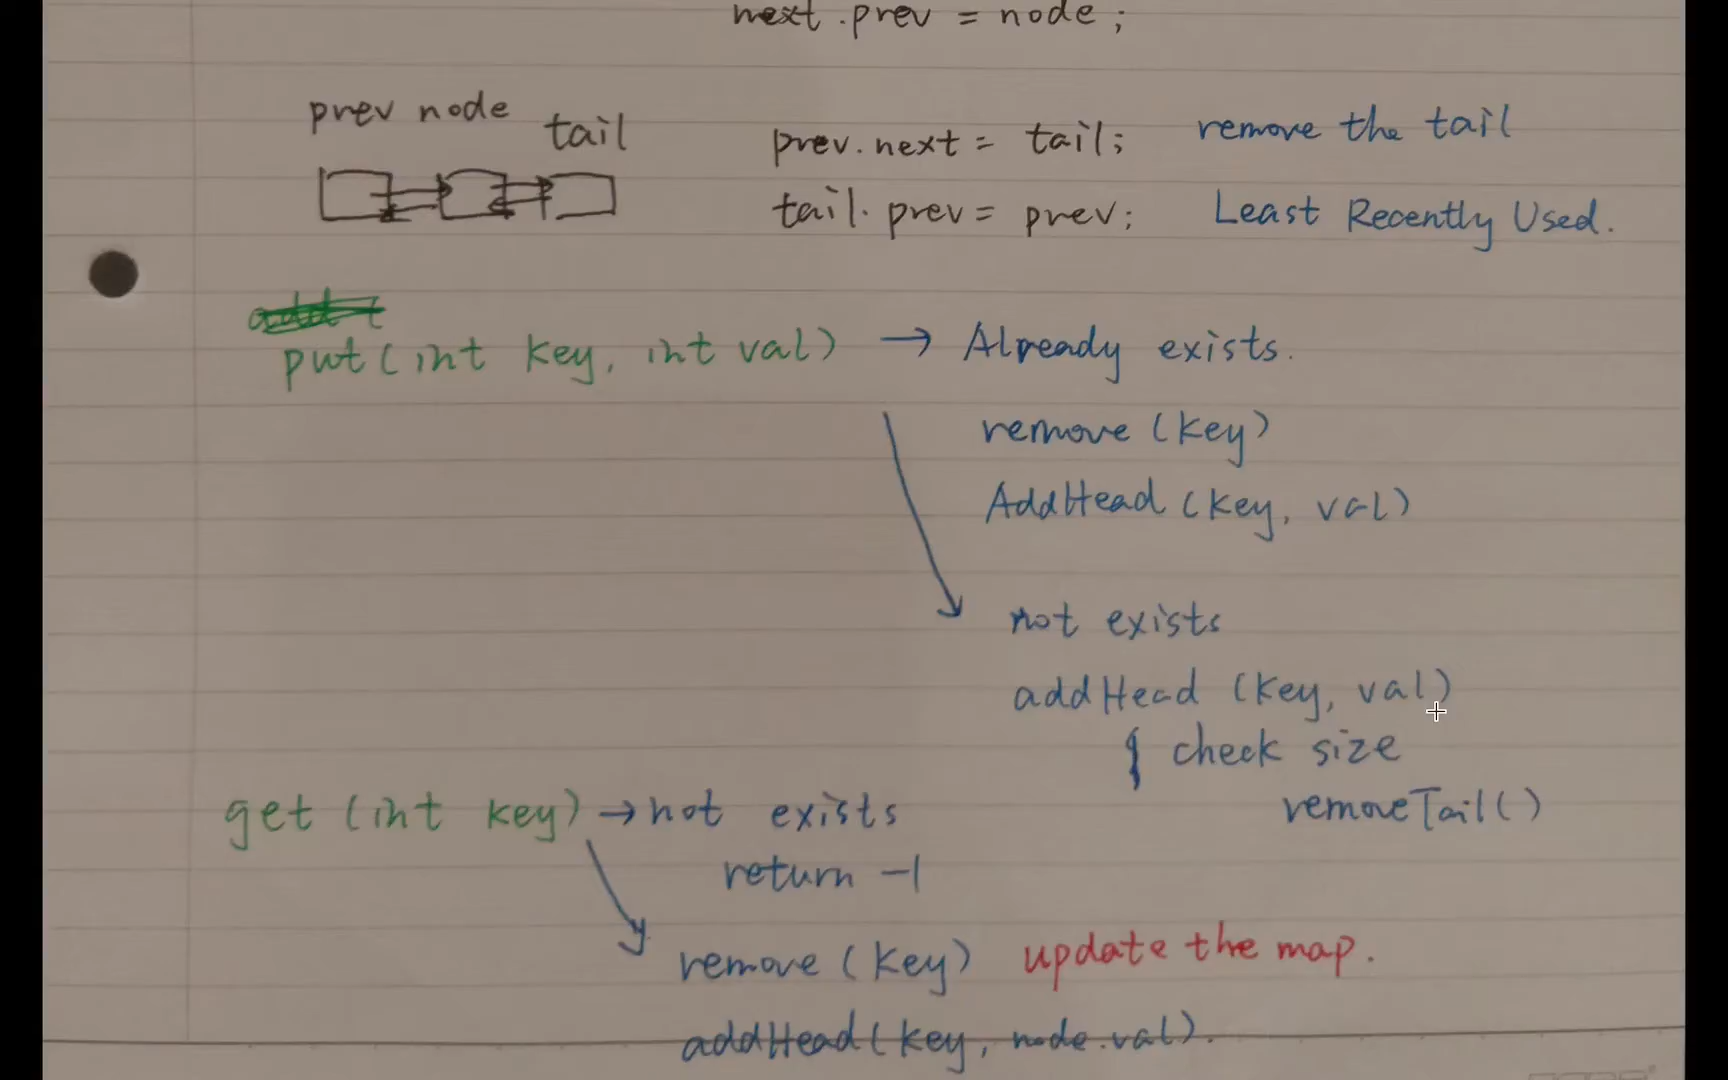 next.prev = node;
prev node tail
prev.next = tail; remove the tail
tail.prev = prev; Least Recently Used.
put(int key, int val) → Already exists.
remove (key)
AddHead (key, val)
not exists
addHead (key, val)
check size
removeTail()
get (int key) → not exists
return -1
remove (key) update the map.
addHead(key, node.val).